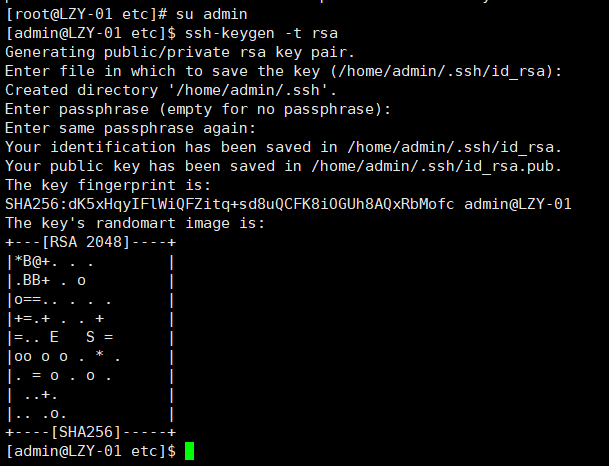 [root@LZY-01 etc]# su admin
[admin@LZY-01 etc]$ ssh-keygen -t rsa
Generating public/private rsa key pair.
Enter file in which to save the key (/home/admin/.ssh/id_rsa):
Created directory '/home/admin/.ssh'.
Enter passphrase (empty for no passphrase):
Enter same passphrase again:
Your identification has been saved in /home/admin/.ssh/id_rsa.
Your public key has been saved in /home/admin/.ssh/id_rsa.pub.
The key fingerprint is:
SHA256:dK5xHqyIFlWiQFZitq+sd8uQCFK8iOGUh8AQxRbMofc admin@LZY-01
The key's randomart image is:
+---[RSA 2048]----+
|*B@+. . .        |
|.BB+ . o         |
|o==.. . . .      |
|+=.+ . . +       |
|=.. E   S =      |
|oo o o . * .     |
|. = o . o .      |
| ..+.            |
|.. .o.           |
+----[SHA256]-----+
[admin@LZY-01 etc]$